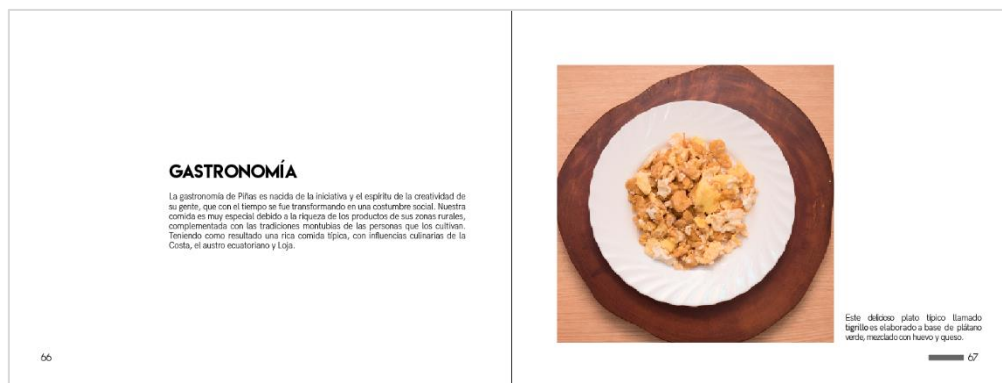 GASTRONOMÍA
La gastronomía de Piñas es nacida de la iniciativa y el espíritu de la creatividad de
su gente, que con el tiempo se fue transformando en una costumbre social. Nuestra
comida es muy especial debido a la riqueza de los productos de sus zonas rurales,
complementada con las tradiciones montubias de las personas que los cultivan.
Teniendo como resultado una rica comida típica, con influencias culinarias de la
Costa, el austro ecuatoriano y Loja.
66
Este delicioso plato típico llamado
tigrillo es elaborado a base de plátano
verde, mezclado con huevo y queso.
67